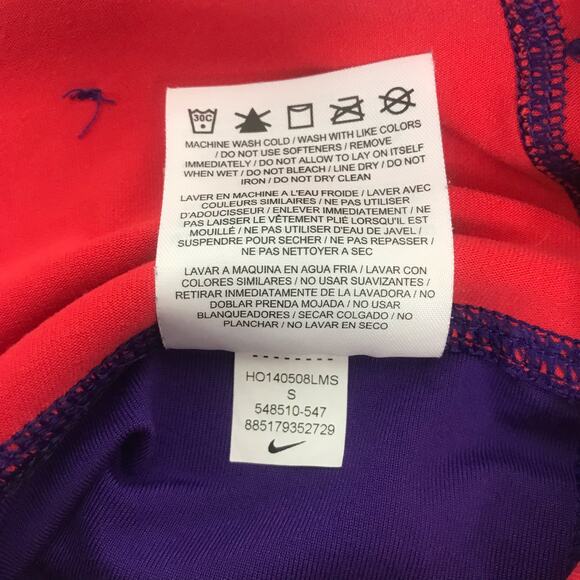 30C
MACHINE WASH COLD / WASH WITH LIKE COLORS
/ DO NOT USE SOFTENERS / REMOVE
IMMEDIATELY / DO NOT ALLOW TO LAY ON ITSELF
WHEN WET / DO NOT BLEACH / LINE DRY / DO NOT
IRON / DO NOT DRY CLEAN
LAVER EN MACHINE A L'EAU FROIDE / LAVER AVEC
COULEURS SIMILAIRES / NE PAS UTILISER
D'ADOUCISSEUR / ENLEVER IMMEDIATEMENT / NE
PAS LAISSER LE VÊTEMENT PLIÉ LORSQU'IL EST
MOUILLÉ / NE PAS UTILISER D'EAU DE JAVEL /
SUSPENDRE POUR SECHER / NE PAS REPASSER /
NE PAS NETTOYER A SEC
LAVAR A MAQUINA EN AGUA FRIA / LAVAR CON
COLORES SIMILARES / NO USAR SUAVIZANTES /
RETIRAR INMEDIATAMENTE DE LA LAVADORA / NO
DOBLAR PRENDA MOJADA / NO USAR
BLANQUEADORES / SECAR COLGADO / NO
PLANCHAR / NO LAVAR EN SECO
HO140508LMS
S
548510-547
885179352729